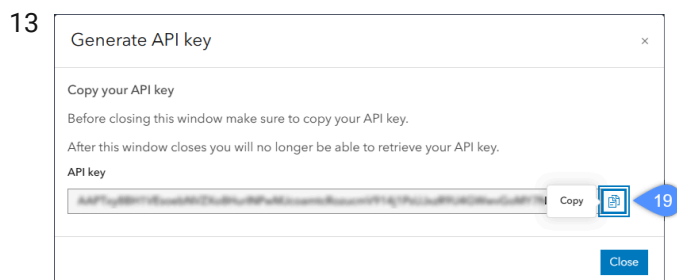 13
Generate API key
×
Copy your API key
Before closing this window make sure to copy your API key.
After this window closes you will no longer be able to retrieve your API key.
API key
Copy
19
Close